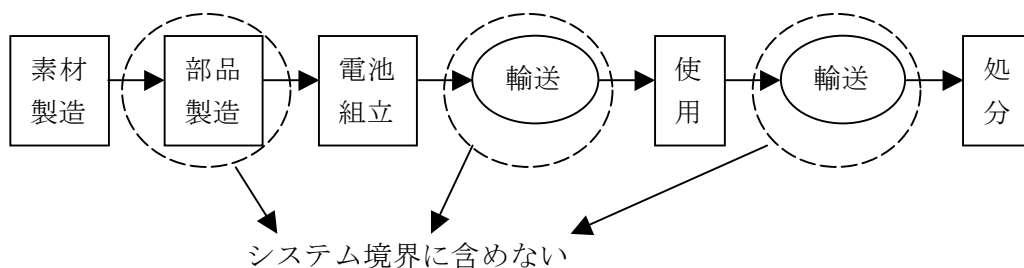 素材
製造
部品
製造
電池
組立
輸送
使
用
輸送
処
分
システム境界に含めない